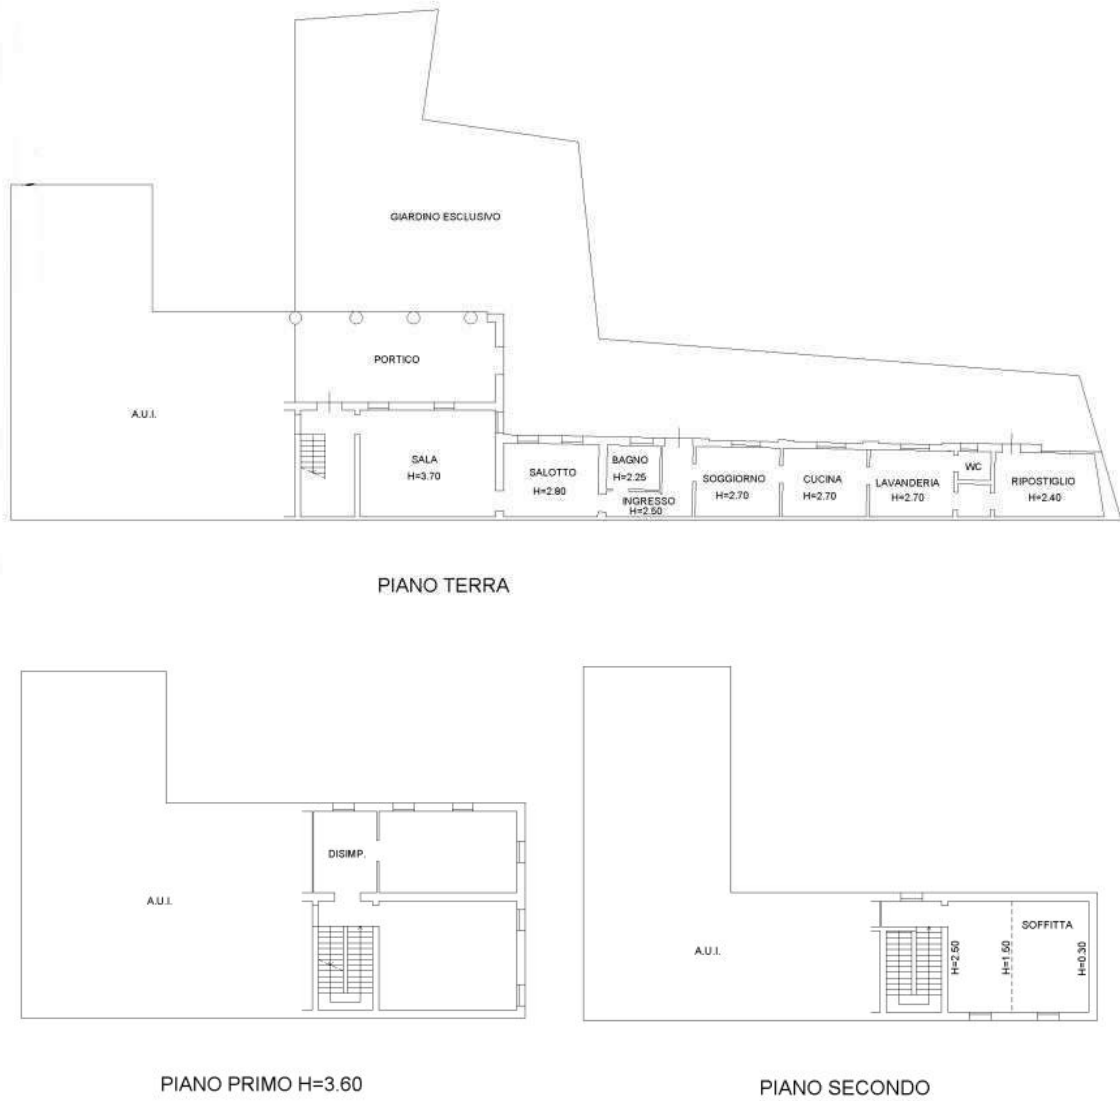 GIARDINO ESCLUSIVO
PORTICO
A.U.I.
SALA
H=3.70
SALOTTO
H=2.80
BAGNO
H=2.25
INGRESSO
H=2.50
SOGGIORNO
H=2.70
CUCINA
H=2.70
LAVANDERIA
H=2.70
WC
RIPOSTIGLIO
H=2.40
PIANO TERRA
DISIMP.
A.U.I.
PIANO PRIMO H=3.60
SOFFITTA
A.U.I.
H=2.50
H=1.50
H=0.30
PIANO SECONDO